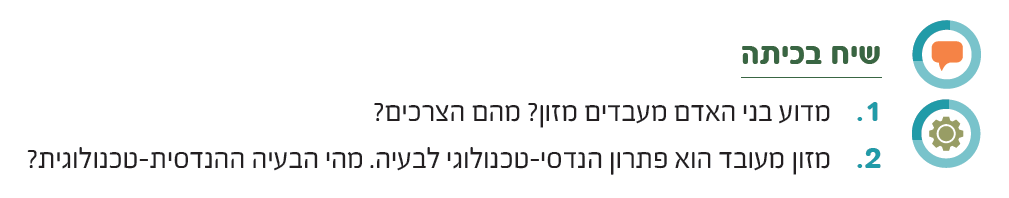 שיח בכיתה
1. מדוע בני האדם מעבדים מזון? מהם הצרכים?
2. מזון מעובד הוא פתרון הנדסי-טכנולוגי לבעיה. מהי הבעיה ההנדסית-טכנולוגית?